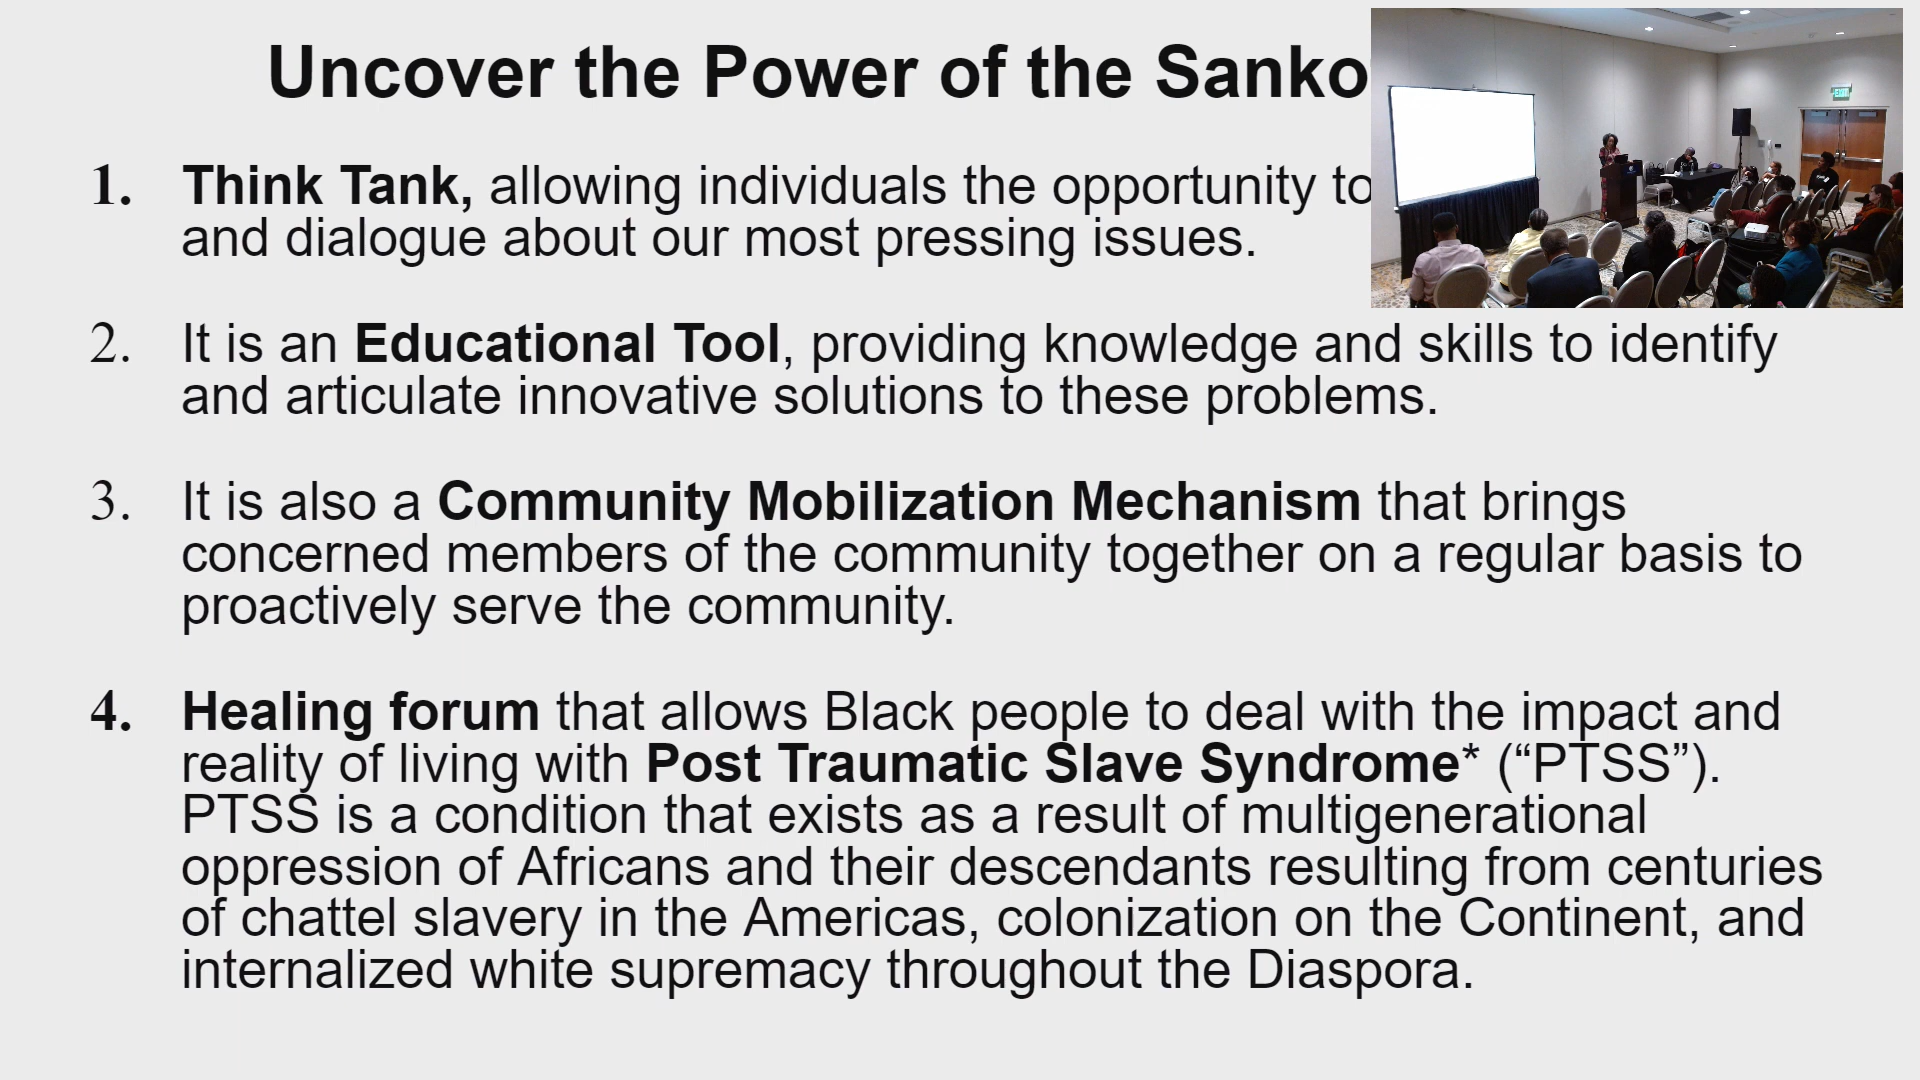 Uncover the Power of the Sanko
1. Think Tank, allowing individuals the opportunity to
and dialogue about our most pressing issues.
2. It is an Educational Tool, providing knowledge and skills to identify
and articulate innovative solutions to these problems.
3. It is also a Community Mobilization Mechanism that brings
concerned members of the community together on a regular basis to
proactively serve the community.
4. Healing forum that allows Black people to deal with the impact and
reality of living with Post Traumatic Slave Syndrome* (“PTSS”).
PTSS is a condition that exists as a result of multigenerational
oppression of Africans and their descendants resulting from centuries
of chattel slavery in the Americas, colonization on the Continent, and
internalized white supremacy throughout the Diaspora.
EXIT